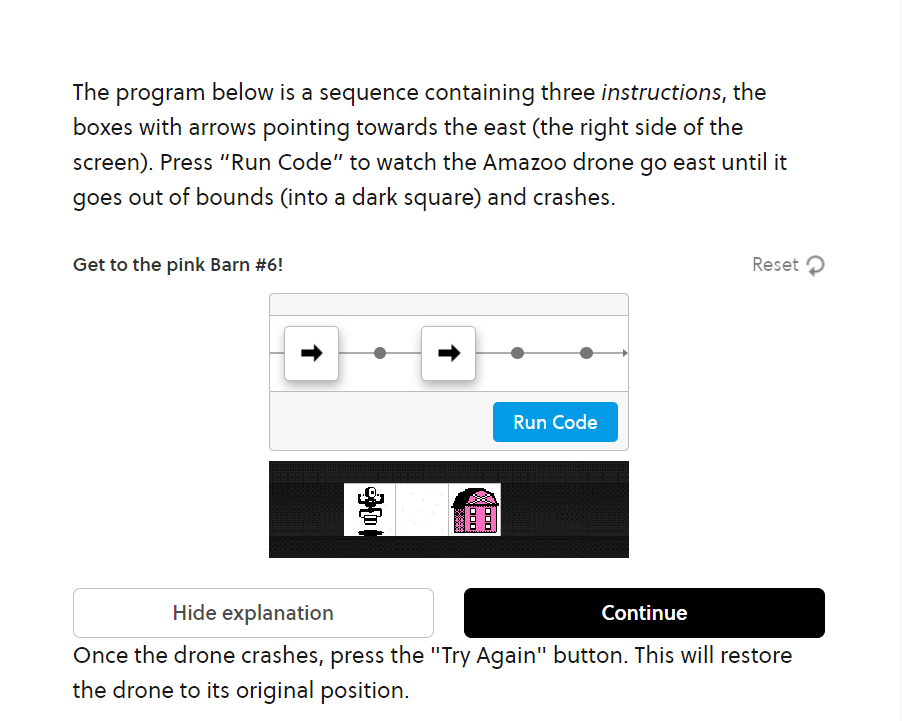 The program below is a sequence containing three instructions, the
boxes with arrows pointing towards the east (the right side of the
screen). Press “Run Code” to watch the Amazoo drone go east until it
goes out of bounds (into a dark square) and crashes.
Get to the pink Barn #6!
Reset
Run Code
Hide explanation
Continue
Once the drone crashes, press the "Try Again" button. This will restore
the drone to its original position.